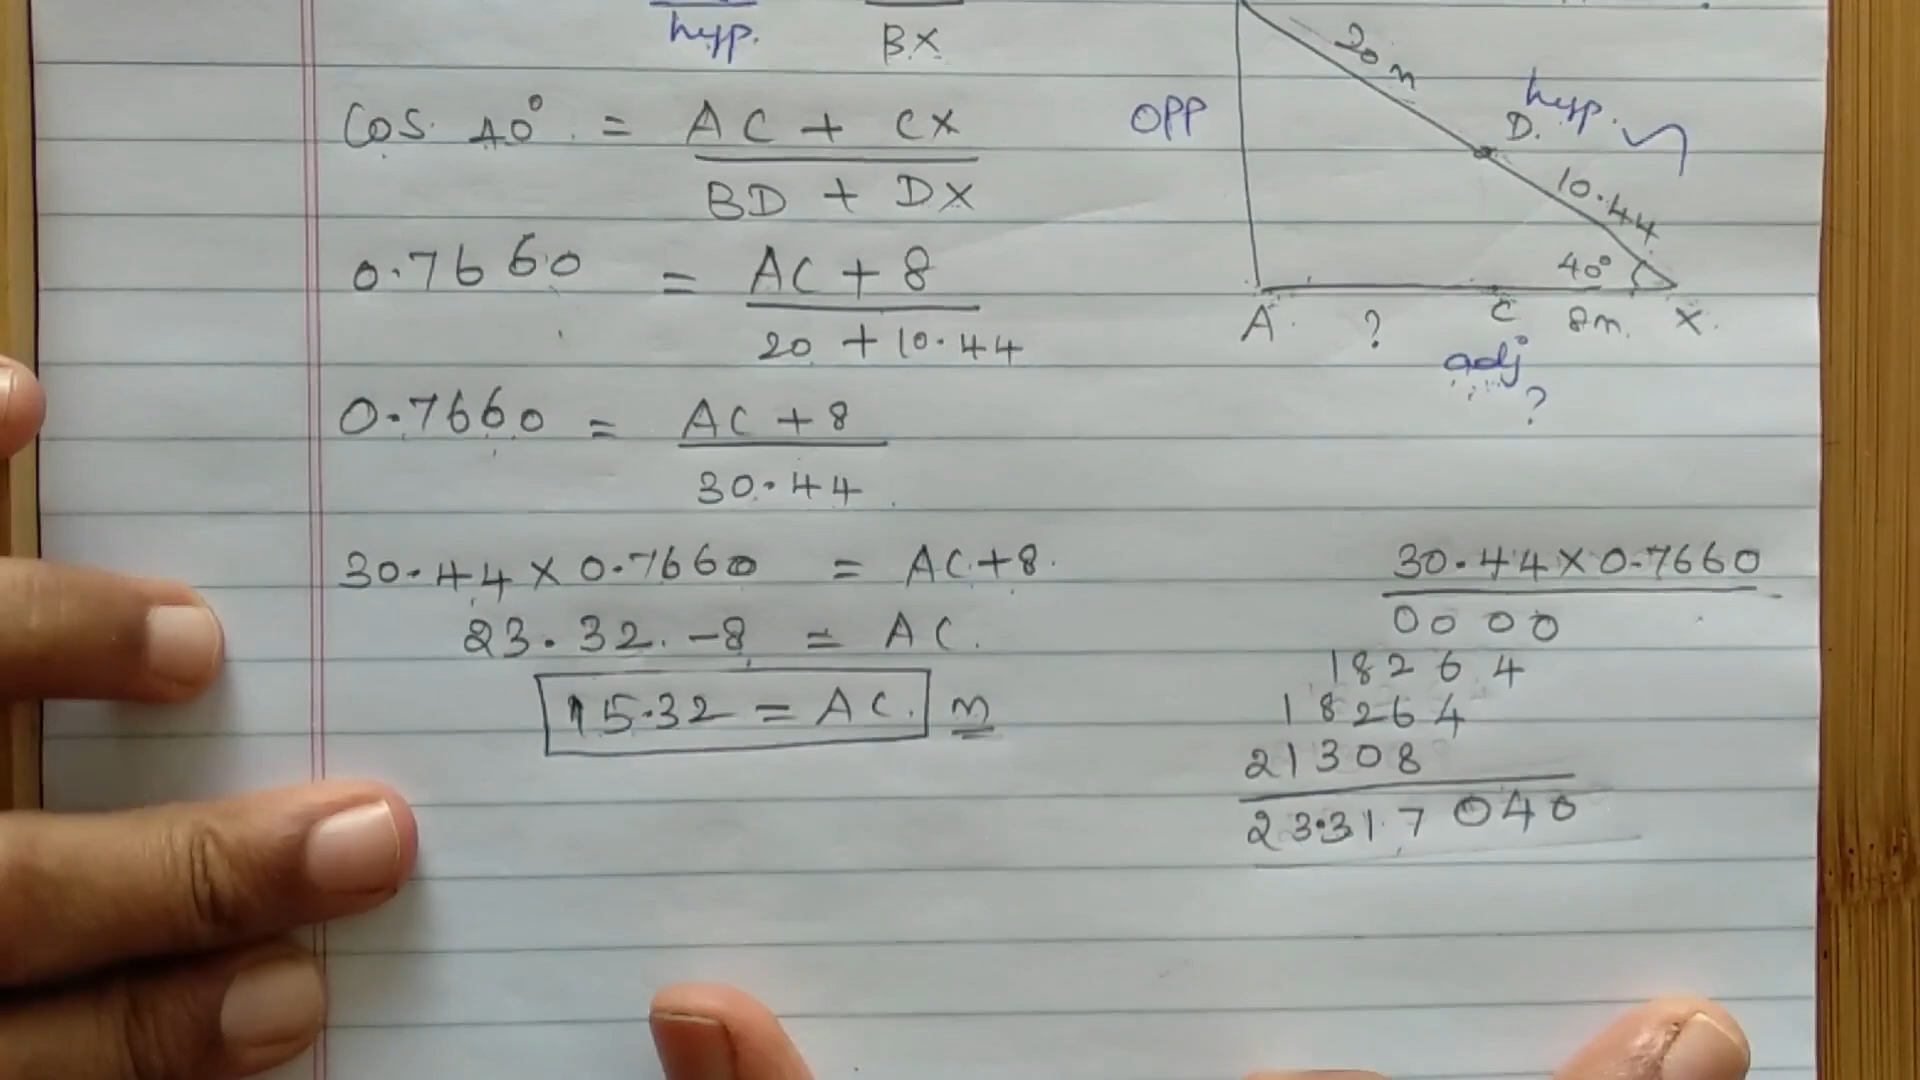 hyp. BX
Cos 40° = AC + CX
BD + DX
0.7660 = AC + 8
20 + 10.44
0.7660 = AC + 8
30.44
30.44 x 0.7660 = AC + 8.
23.32 - 8 = AC.
15.32 = AC. m
20 m
hyp.
OPP
D.
10.44
40°
A ? C 8m. X.
adj
?
30.44 x 0.7660
0000
18264
18264
21308
23.317040